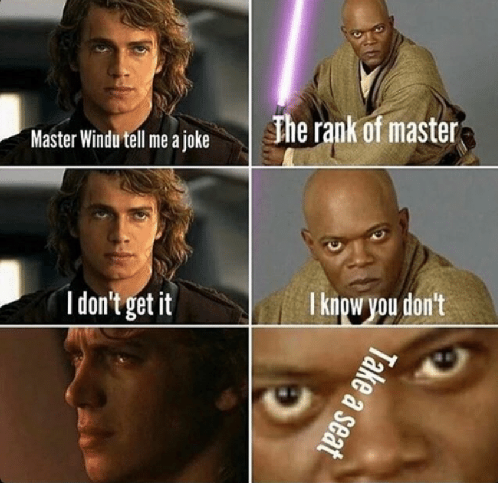 Master Windu tell me a joke
The rank of master
I don't get it
I know you don't
Take a seat